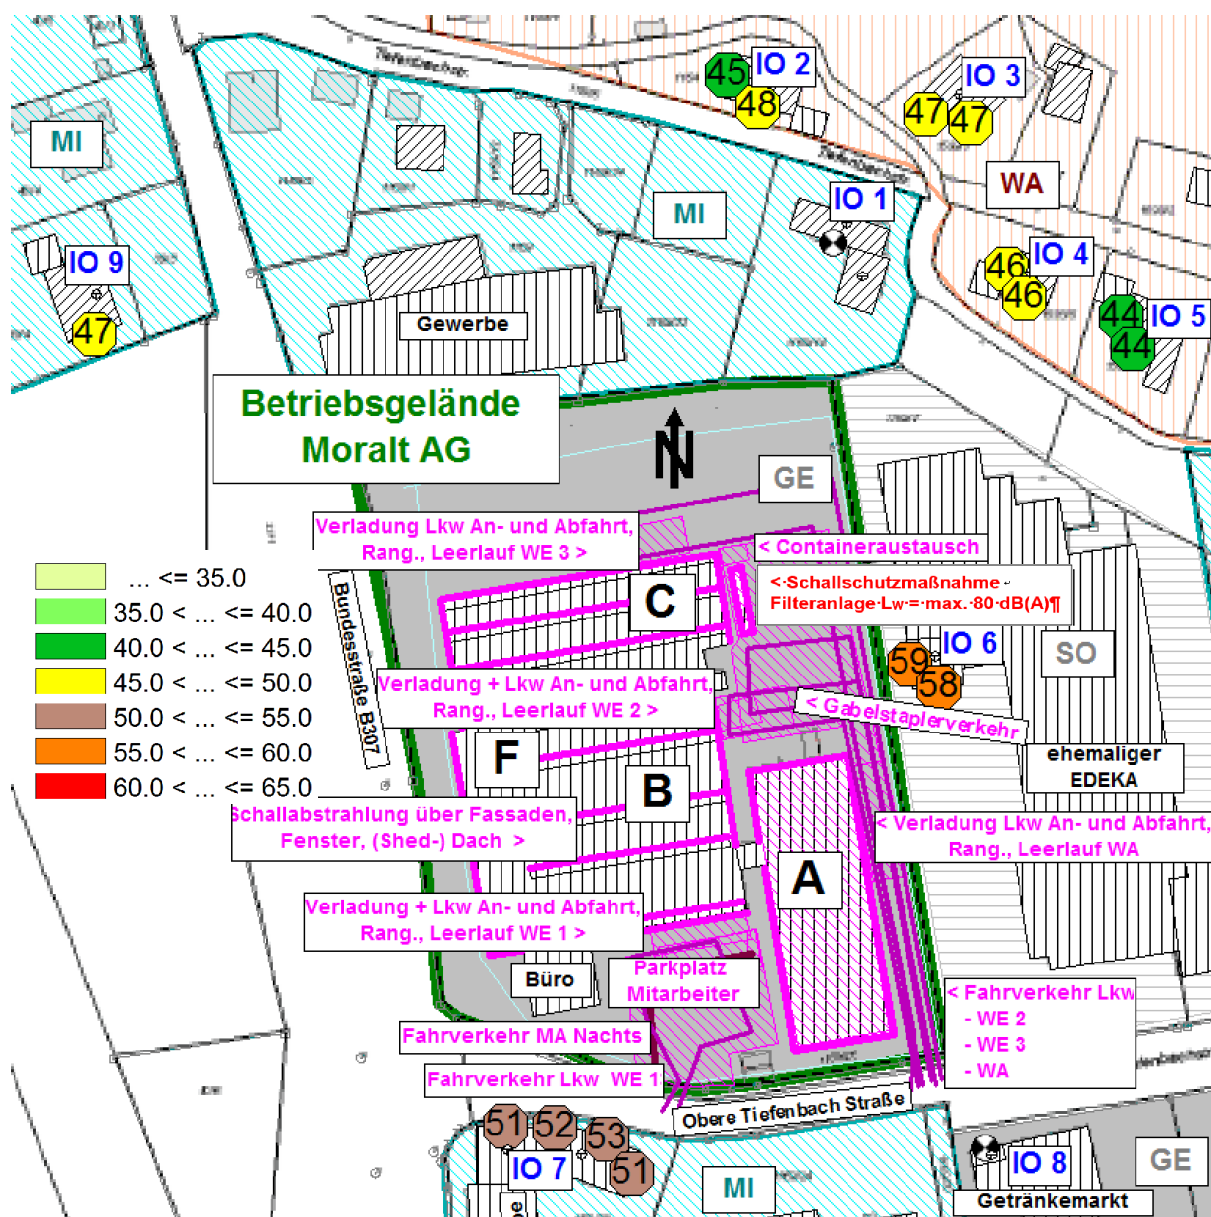 Tiefenbachstr.
45
48
IO 2
47
47
IO 3
MI
WA
MI
IO 1
Tiefenbachstr.
IO 9
47
46
46
IO 4
44
44
IO 5
Gewerbe
Betriebsgelände
Moralt AG
N
GE
Verladung Lkw An- und Abfahrt,
Rang., Leerlauf WE 3 >
< Containeraustausch
< Schallschutzmaßnahme
Filteranlage Lw = max. 80 dB(A)¶
... <= 35.0
35.0 < ... <= 40.0
40.0 < ... <= 45.0
45.0 < ... <= 50.0
50.0 < ... <= 55.0
55.0 < ... <= 60.0
60.0 < ... <= 65.0
Bundesstraße B307
C
59
58
IO 6
SO
Verladung + Lkw An- und Abfahrt,
Rang., Leerlauf WE 2 >
< Gabelstaplerverkehr
F
B
ehemaliger
EDEKA
Schallabstrahlung über Fassaden,
Fenster, (Shed-) Dach >
< Verladung Lkw An- und Abfahrt,
Rang., Leerlauf WA
A
Verladung + Lkw An- und Abfahrt,
Rang., Leerlauf WE 1 >
Büro
Parkplatz
Mitarbeiter
< Fahrverkehr Lkw
- WE 2
- WE 3
- WA
Fahrverkehr MA Nachts
Fahrverkehr Lkw WE 1
Obere Tiefenbach Straße
51
52
53
51
IO 7
MI
IO 8
GE
Getränkemarkt